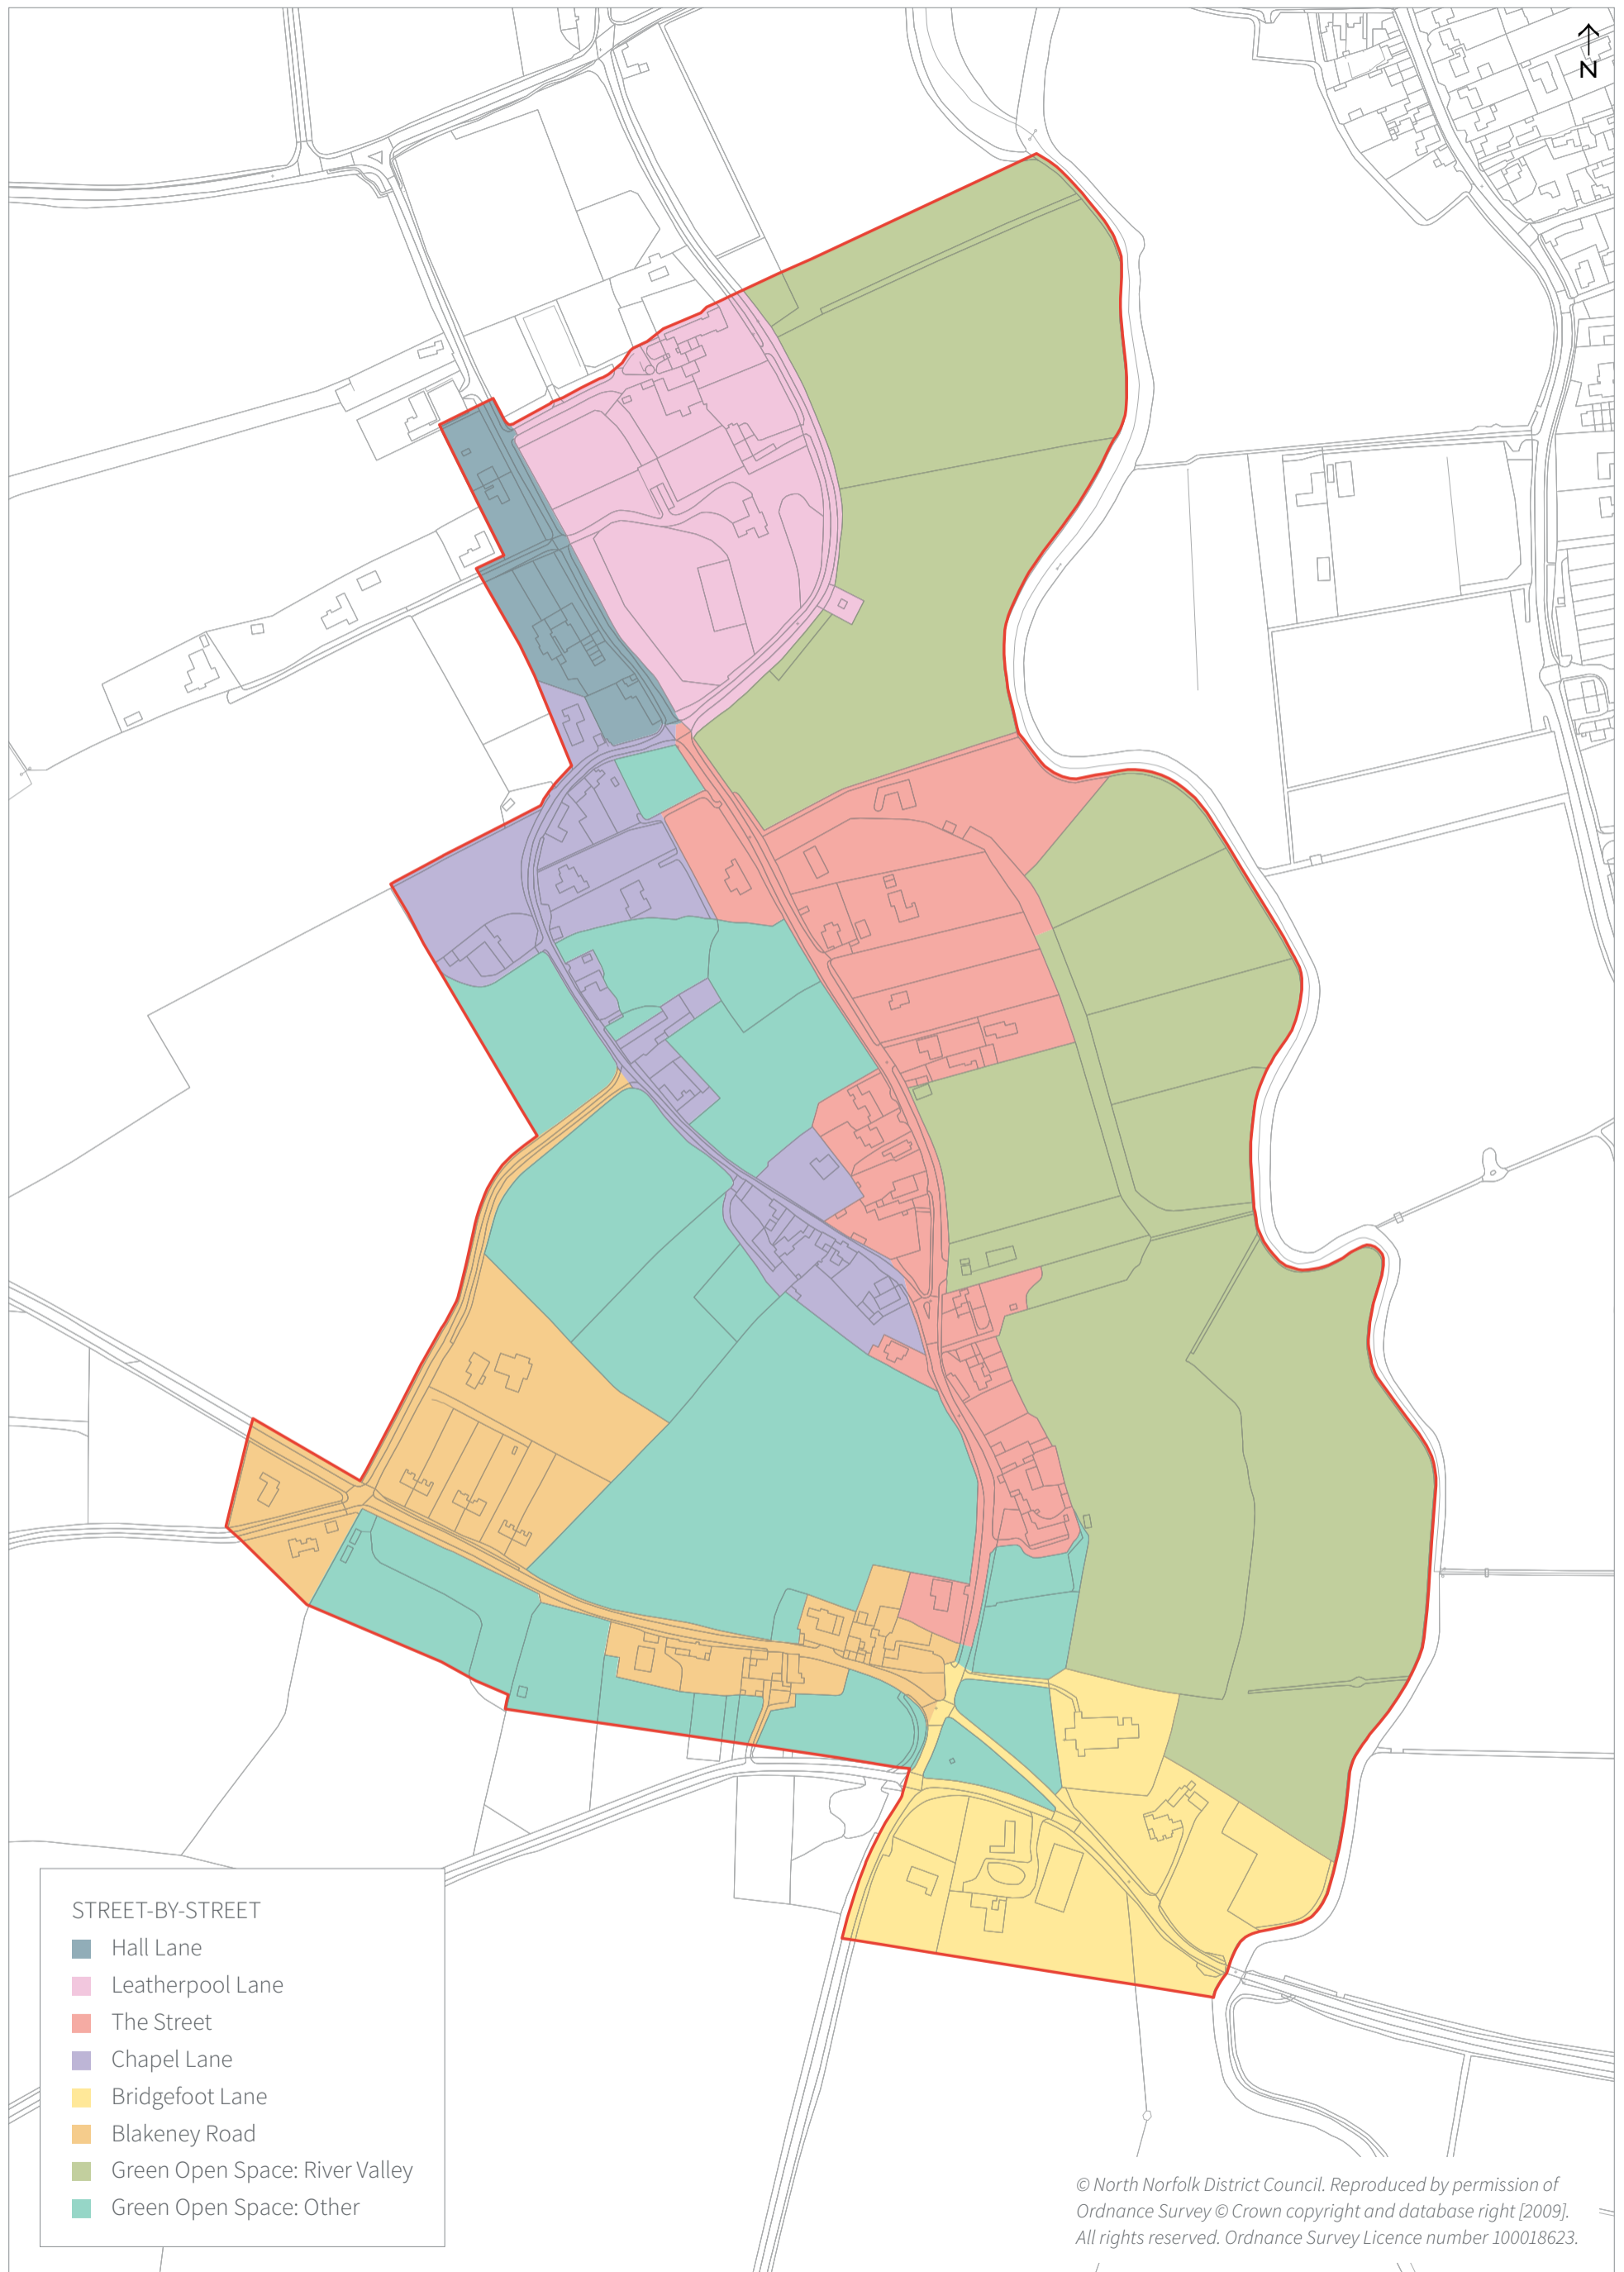 N
STREET-BY-STREET
Hall Lane
Leatherpool Lane
The Street
Chapel Lane
Bridgefoot Lane
Blakeney Road
Green Open Space: River Valley
Green Open Space: Other
© North Norfolk District Council. Reproduced by permission of
Ordnance Survey © Crown copyright and database right [2009].
All rights reserved. Ordnance Survey Licence number 100018623.